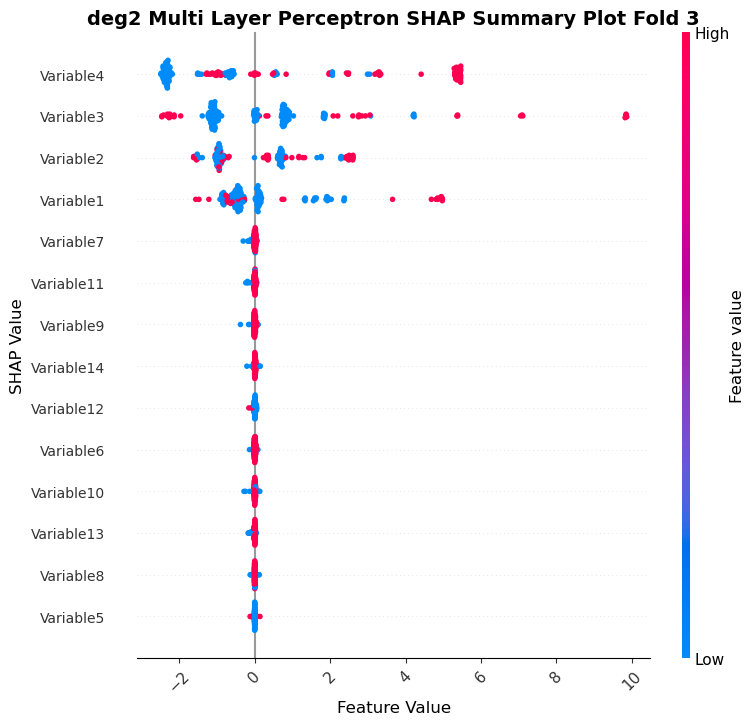 deg2 Multi Layer Perceptron SHAP Summary Plot Fold 3
High
Variable4
Variable3
Variable2
Variable1
Variable7
Variable11
Variable9
Variable14
Variable12
Variable6
Variable10
Variable13
Variable8
Variable5
SHAP Value
Feature value
Low
−2
0
2
4
6
8
10
Feature Value